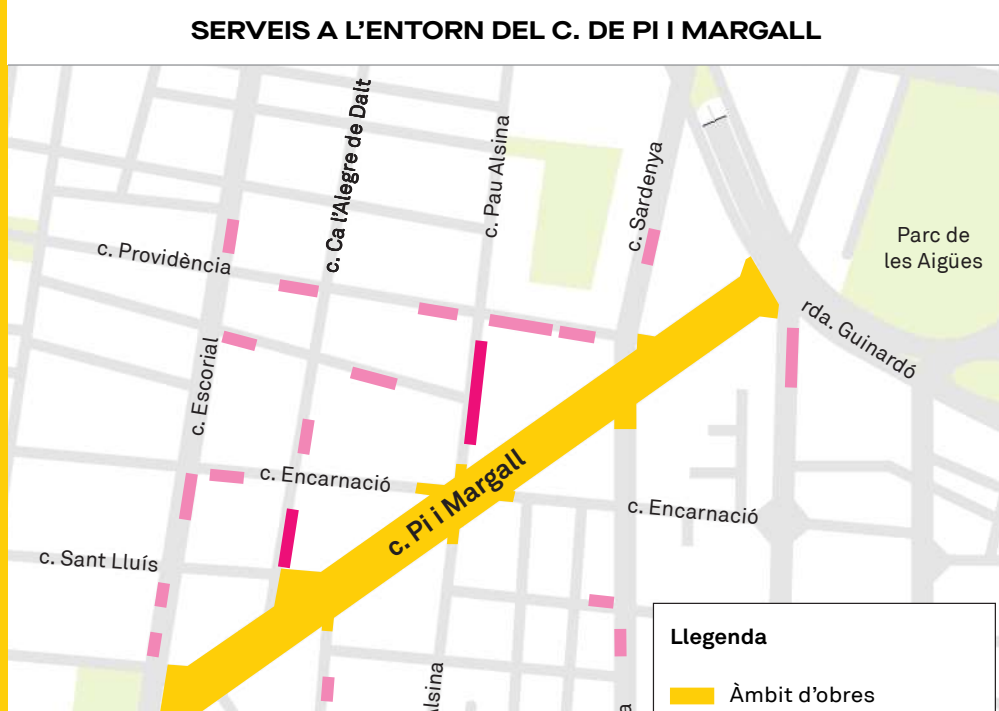 SERVEIS A L'ENTORN DEL C. DE PI I MARGALL
c. Ca l'Alegre de Dalt
c. Pau Alsina
c. Sardenya
c. Providència
Parc de
les Aigües
rda. Guinardó
c. Escorial
c. Encarnació
c. Pi i Margall
c. Encarnació
c. Sant Lluís
Llegenda
Àmbit d'obres
lsina
a